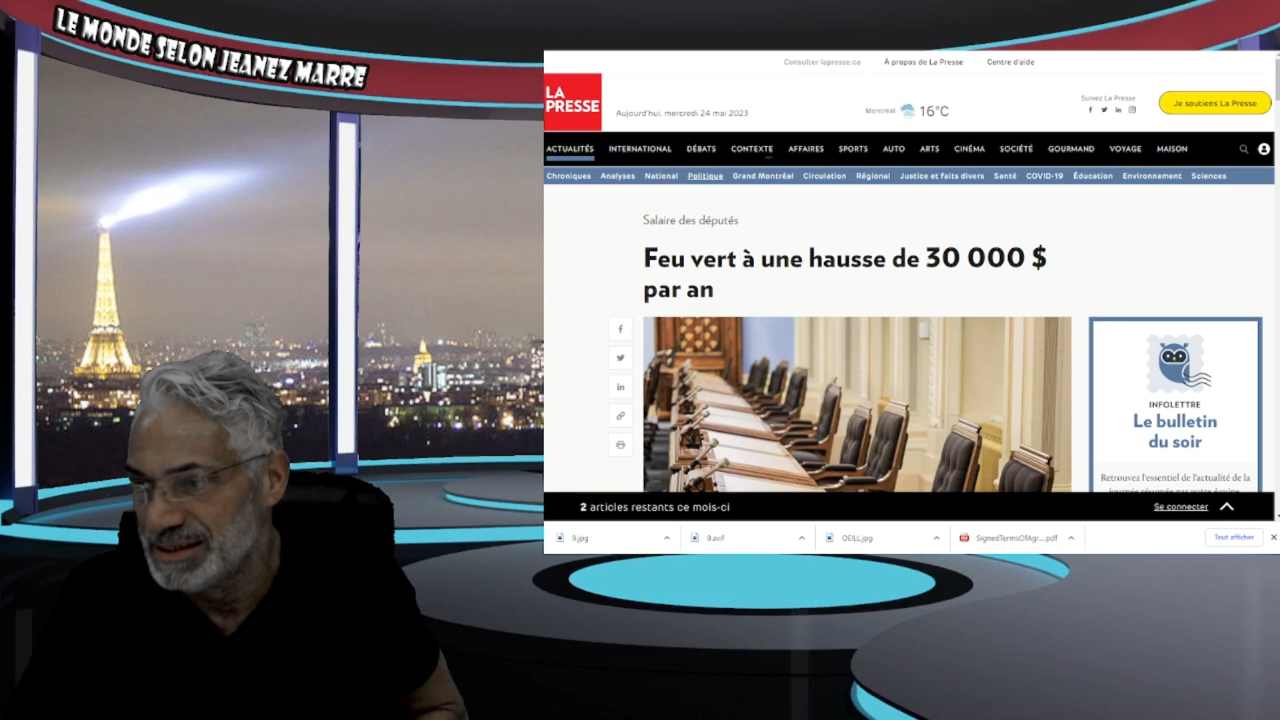 LE MONDE SELON JEANEZ MARRE
Consulter lapresse.ca À propos de La Presse Centre d'aide
LA
PRESSE
Aujourd'hui, mercredi 24 mai 2023
Montréal 16°C
Suivez La Presse
Je soutiens La Presse
ACTUALITÉS INTERNATIONAL DÉBATS CONTEXTE AFFAIRES SPORTS AUTO ARTS CINÉMA SOCIÉTÉ GOURMAND VOYAGE MAISON
Chroniques Analyses National Politique Grand Montréal Circulation Régional Justice et faits divers Santé COVID-19 Éducation Environnement Sciences
Salaire des députés
Feu vert à une hausse de 30 000 $
par an
INFOLETTRE
Le bulletin
du soir
Retrouvez l'essentiel de l'actualité de la
journée résumée par notre équipe
2 articles restants ce mois-ci
Se connecter
9.jpg 9.avif OEILL.jpg SignedTermsOfAgr....pdf Tout afficher